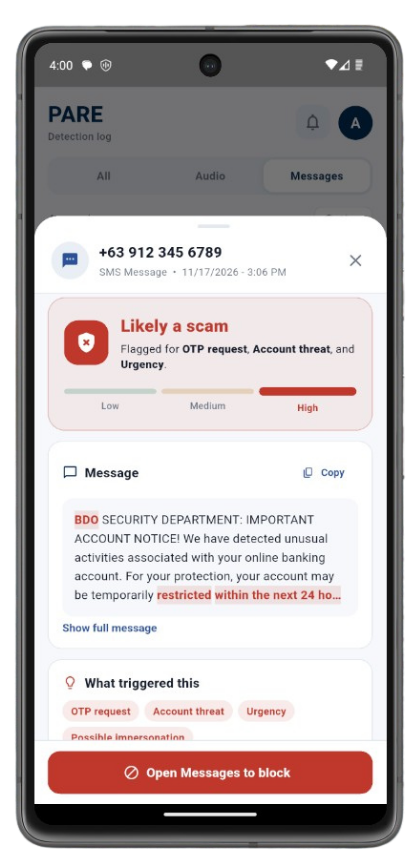 4:00
PARE
Detection log
A
All Audio Messages
+63 912 345 6789
SMS Message • 11/17/2026 - 3:06 PM
Likely a scam
Flagged for OTP request, Account threat, and
Urgency.
Low Medium High
Message Copy
BDO SECURITY DEPARTMENT: IMPORTANT
ACCOUNT NOTICE! We have detected unusual
activities associated with your online banking
account. For your protection, your account may
be temporarily restricted within the next 24 ho...
Show full message
What triggered this
OTP request Account threat Urgency
Possible impersonation
Open Messages to block